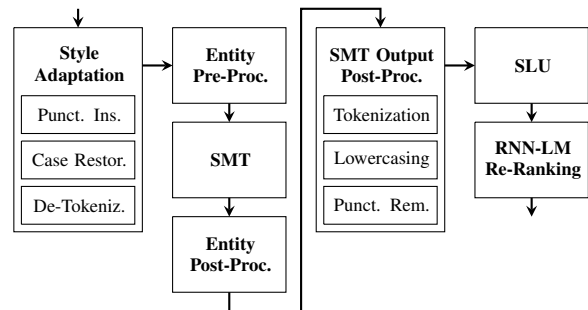 Style
Adaptation
Punct. Ins.
Case Restor.
De-Tokeniz.
Entity
Pre-Proc.
SMT
Entity
Post-Proc.
SMT Output
Post-Proc.
Tokenization
Lowercasing
Punct. Rem.
SLU
RNN-LM
Re-Ranking